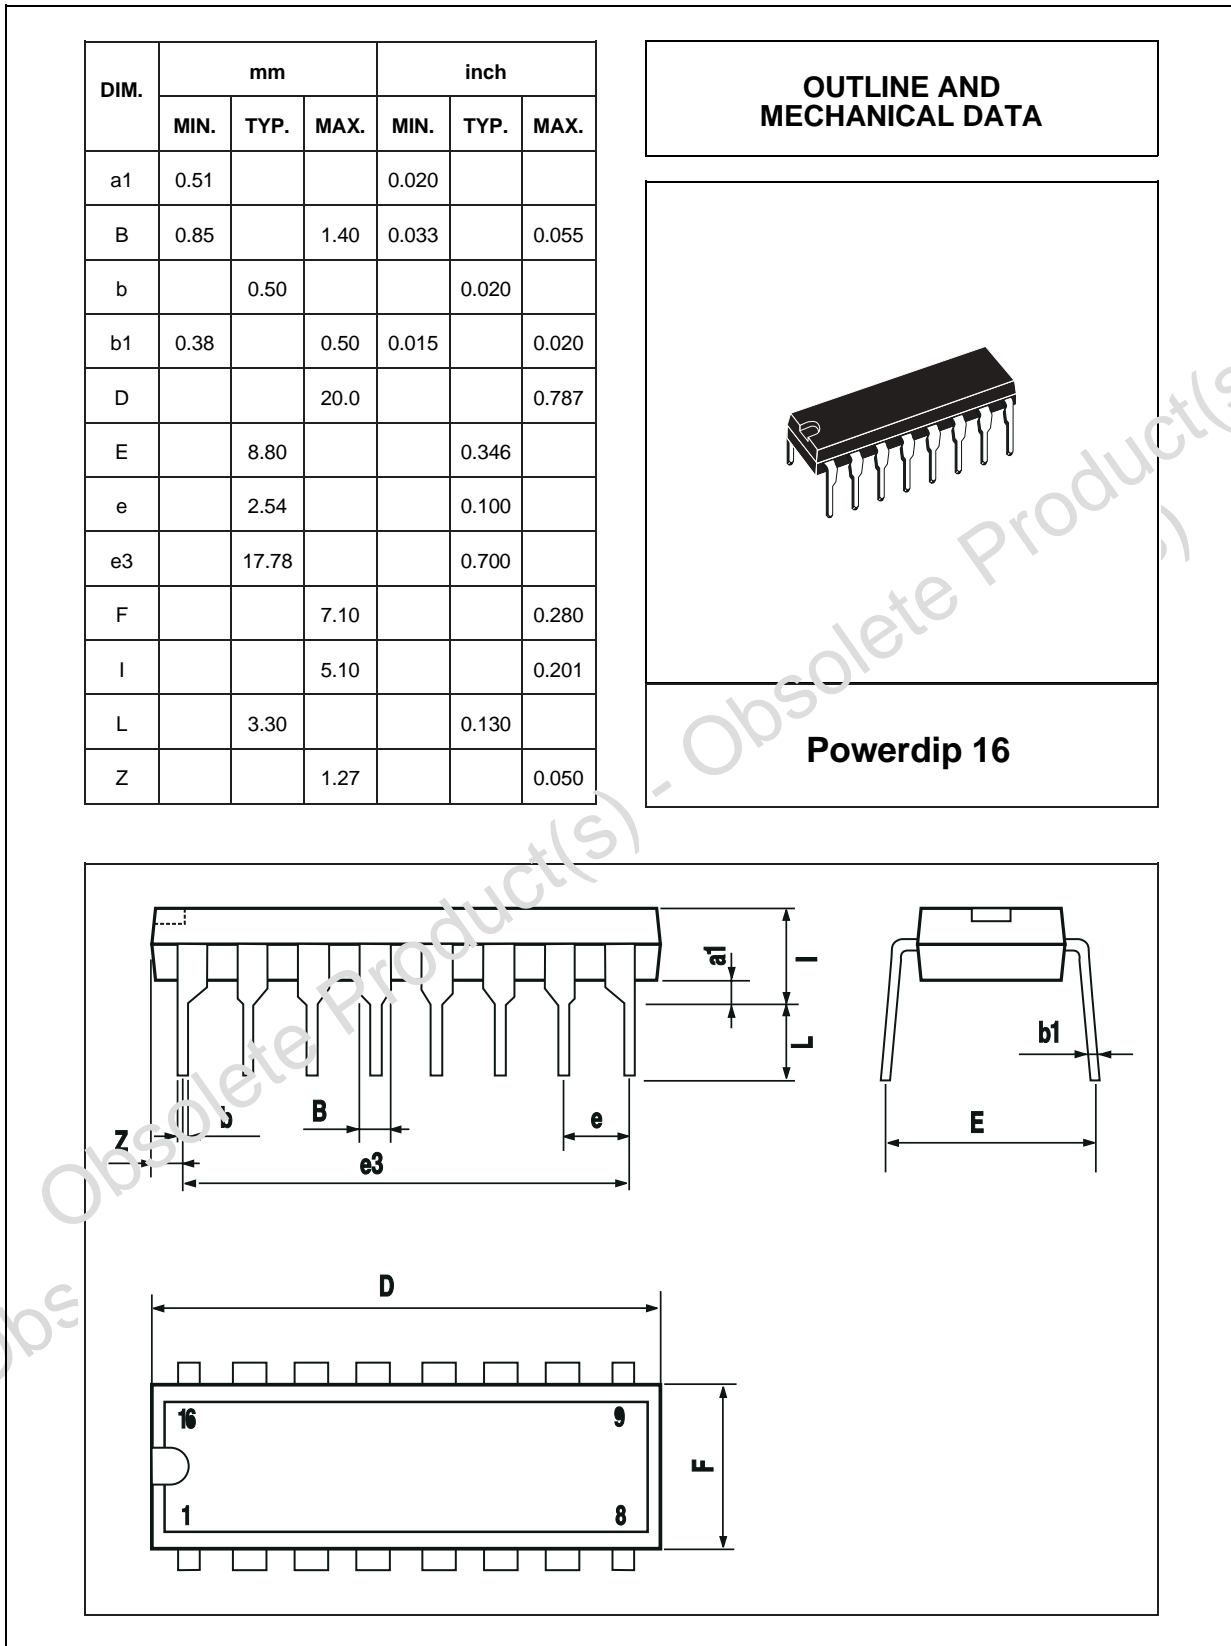 DIM. mm inch
MIN. TYP. MAX. MIN. TYP. MAX.
a1 0.51 0.020
B 0.85 1.40 0.033 0.055
b 0.50 0.020
b1 0.38 0.50 0.015 0.020
D 20.0 0.787
E 8.80 0.346
e 2.54 0.100
e3 17.78 0.700
F 7.10 0.280
I 5.10 0.201
L 3.30 0.130
Z 1.27 0.050
OUTLINE AND
MECHANICAL DATA
Powerdip 16
a1
I
L
b1
Z
b
B
e
E
e3
D
16
9
F
1
8
Obsolete Product(s) - Obsolete Product(s